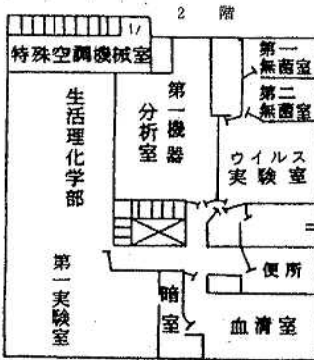 2 階
特殊空調機械室
生活理化学部
第一機器
分析室
第一
無菌室
第二
無菌室
ウイルス
実験室
第一実験室
暗室
便所
血清室